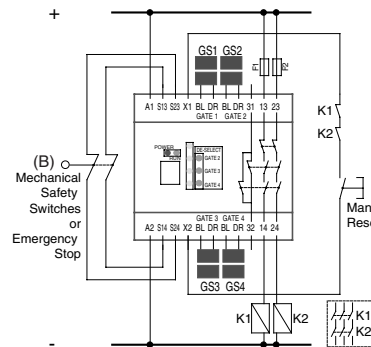 +
GS1 GS2
F1 F2
A1 S13 S23 X1 BL DR BL DR 31 13 23
GATE 1 GATE 2
K1
K2
POWER
RUN
DE-SELECT
GATE 2
GATE 3
GATE 4
(B)
Mechanical
Safety
Switches
or
Emergency
Stop
Man
Rese
GATE 3 GATE 4
A2 S14 S24 X2 BL DR BL DR 32 14 24
GS3 GS4
K1 K2
K1
K2
-